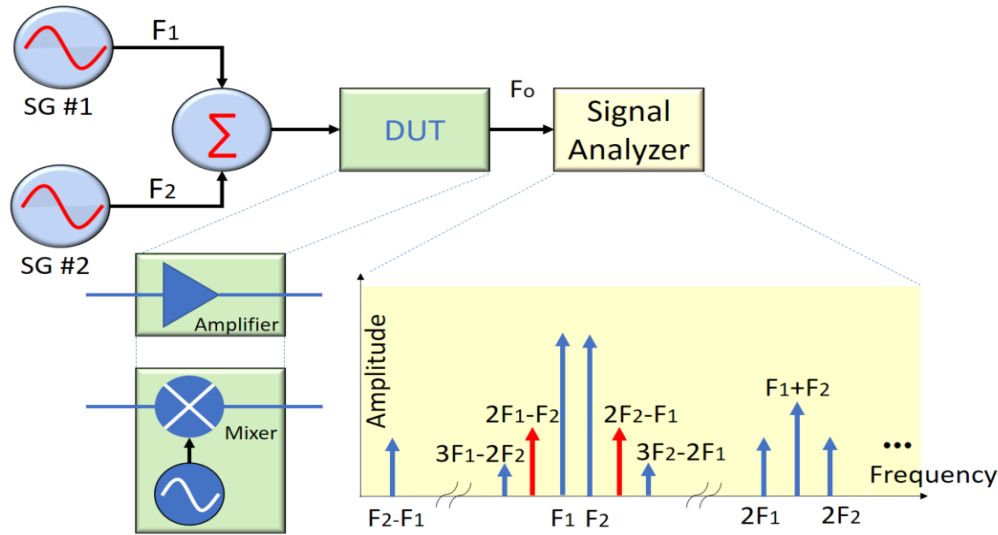 F₁
SG #1
Σ
F₂
SG #2
DUT
Fₒ
Signal
Analyzer
Amplifier
Mixer
Amplitude
F₂-F₁
3F₁-2F₂
2F₁-F₂
F₁
F₂
2F₂-F₁
3F₂-2F₁
F₁+F₂
2F₁
2F₂
...
Frequency